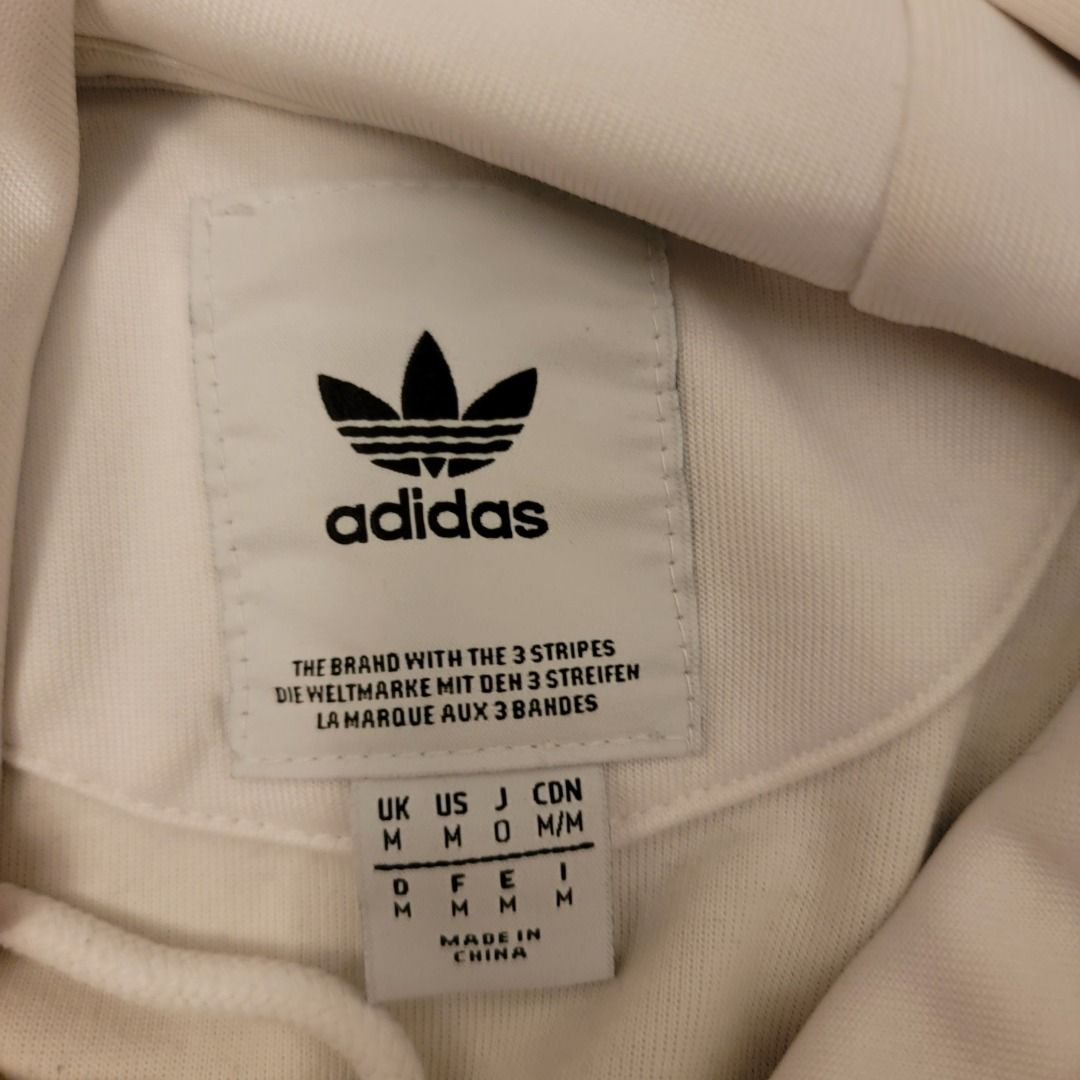 adidas
THE BRAND WITH THE 3 STRIPES
DIE WELTMARKE MIT DEN 3 STREIFEN
LA MARQUE AUX 3 BANDES
UK US J CDN
M M O M/M
D F E I
M M M M
MADE IN
CHINA